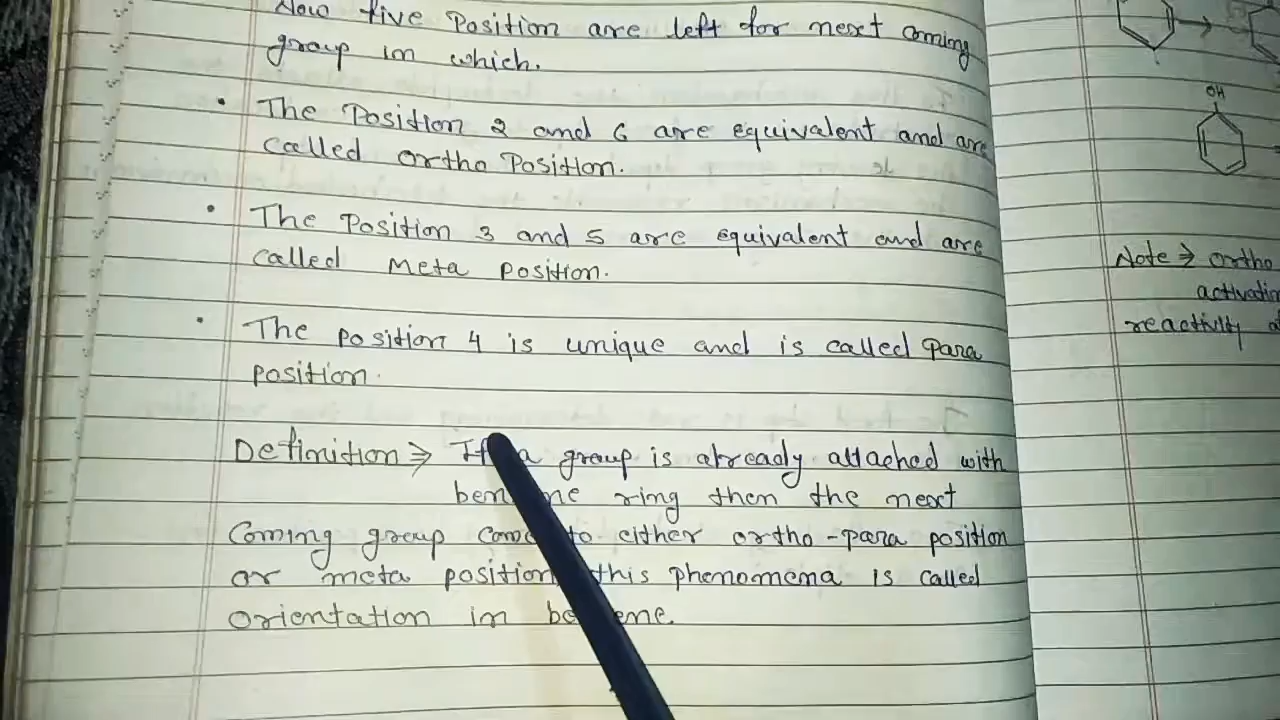 Now five Position are left for next coming
group in which.
• The Position 2 and 6 are equivalent and are
called ortho Position.
• The Position 3 and 5 are equivalent and are
called Meta position.
• The position 4 is unique and is called para
position.
Definition ⇒ If a group is already attached with
ring then the next
Coming group to either ortho-para position
or meta position this phenomena is called
orientation in
OH
Note ⇒ ortho
reactivity